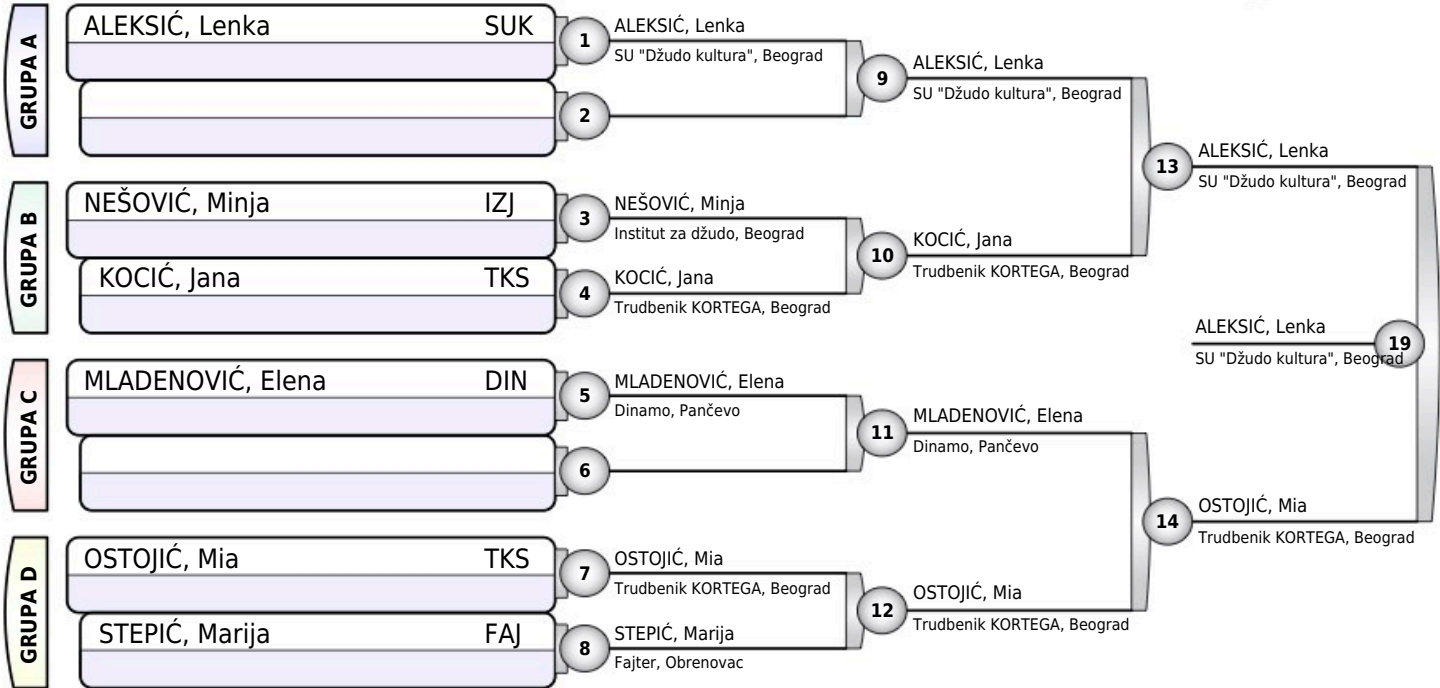 GRUPA A
ALEKSIĆ, Lenka SUK
1
ALEKSIĆ, Lenka
SU "Džudo kultura", Beograd
2
9
ALEKSIĆ, Lenka
SU "Džudo kultura", Beograd
GRUPA B
NEŠOVIĆ, Minja IZJ
3
NEŠOVIĆ, Minja
Institut za džudo, Beograd
KOCIĆ, Jana TKS
4
KOCIĆ, Jana
Trudbenik KORTEGA, Beograd
10
KOCIĆ, Jana
Trudbenik KORTEGA, Beograd
13
ALEKSIĆ, Lenka
SU "Džudo kultura", Beograd
GRUPA C
MLADENOVIĆ, Elena DIN
5
MLADENOVIĆ, Elena
Dinamo, Pančevo
6
11
MLADENOVIĆ, Elena
Dinamo, Pančevo
GRUPA D
OSTOJIĆ, Mia TKS
7
OSTOJIĆ, Mia
Trudbenik KORTEGA, Beograd
STEPIĆ, Marija FAJ
8
STEPIĆ, Marija
Fajter, Obrenovac
12
OSTOJIĆ, Mia
Trudbenik KORTEGA, Beograd
14
OSTOJIĆ, Mia
Trudbenik KORTEGA, Beograd
ALEKSIĆ, Lenka
SU "Džudo kultura", Beograd
19